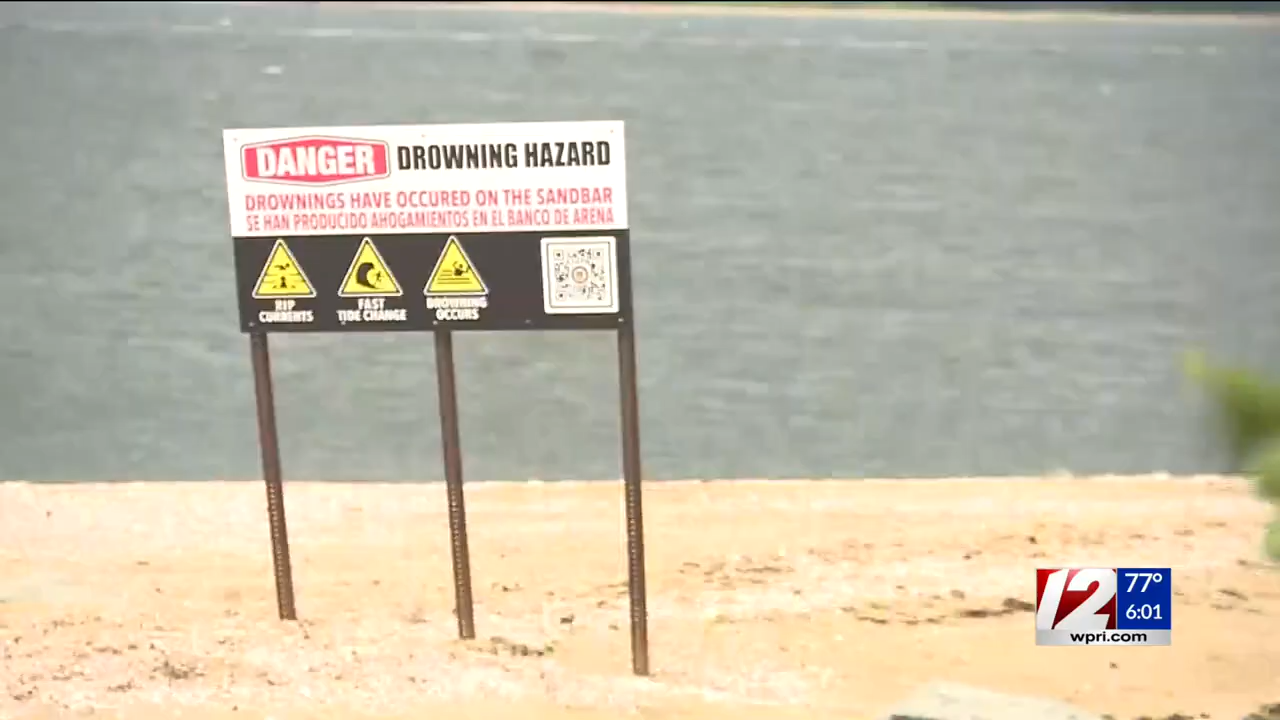 DANGER DROWNING HAZARD
DROWNINGS HAVE OCCURED ON THE SANDBAR
SE HAN PRODUCIDO AHOGAMIENTOS EN EL BANCO DE ARENA
RIP CURRENTS
FAST TIDE CHANGE
DROWNING OCCURS
12
77°
6:01
wpri.com